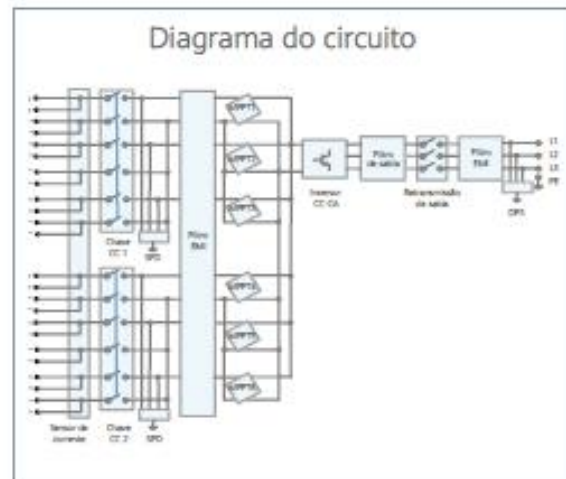 Diagrama do circuito
MPPT1
MPPT2
MPPT3
MPPT4
MPPT5
MPPT6
Filtro
EMI
Chave
CC 1
SPD
Sensor de
corrente
Chave
CC 2
SPD
Inversor
CC-CA
Filtro
de saída
Retransmissão
de saída
Filtro
EMI
L1
L2
L3
PE
DPS